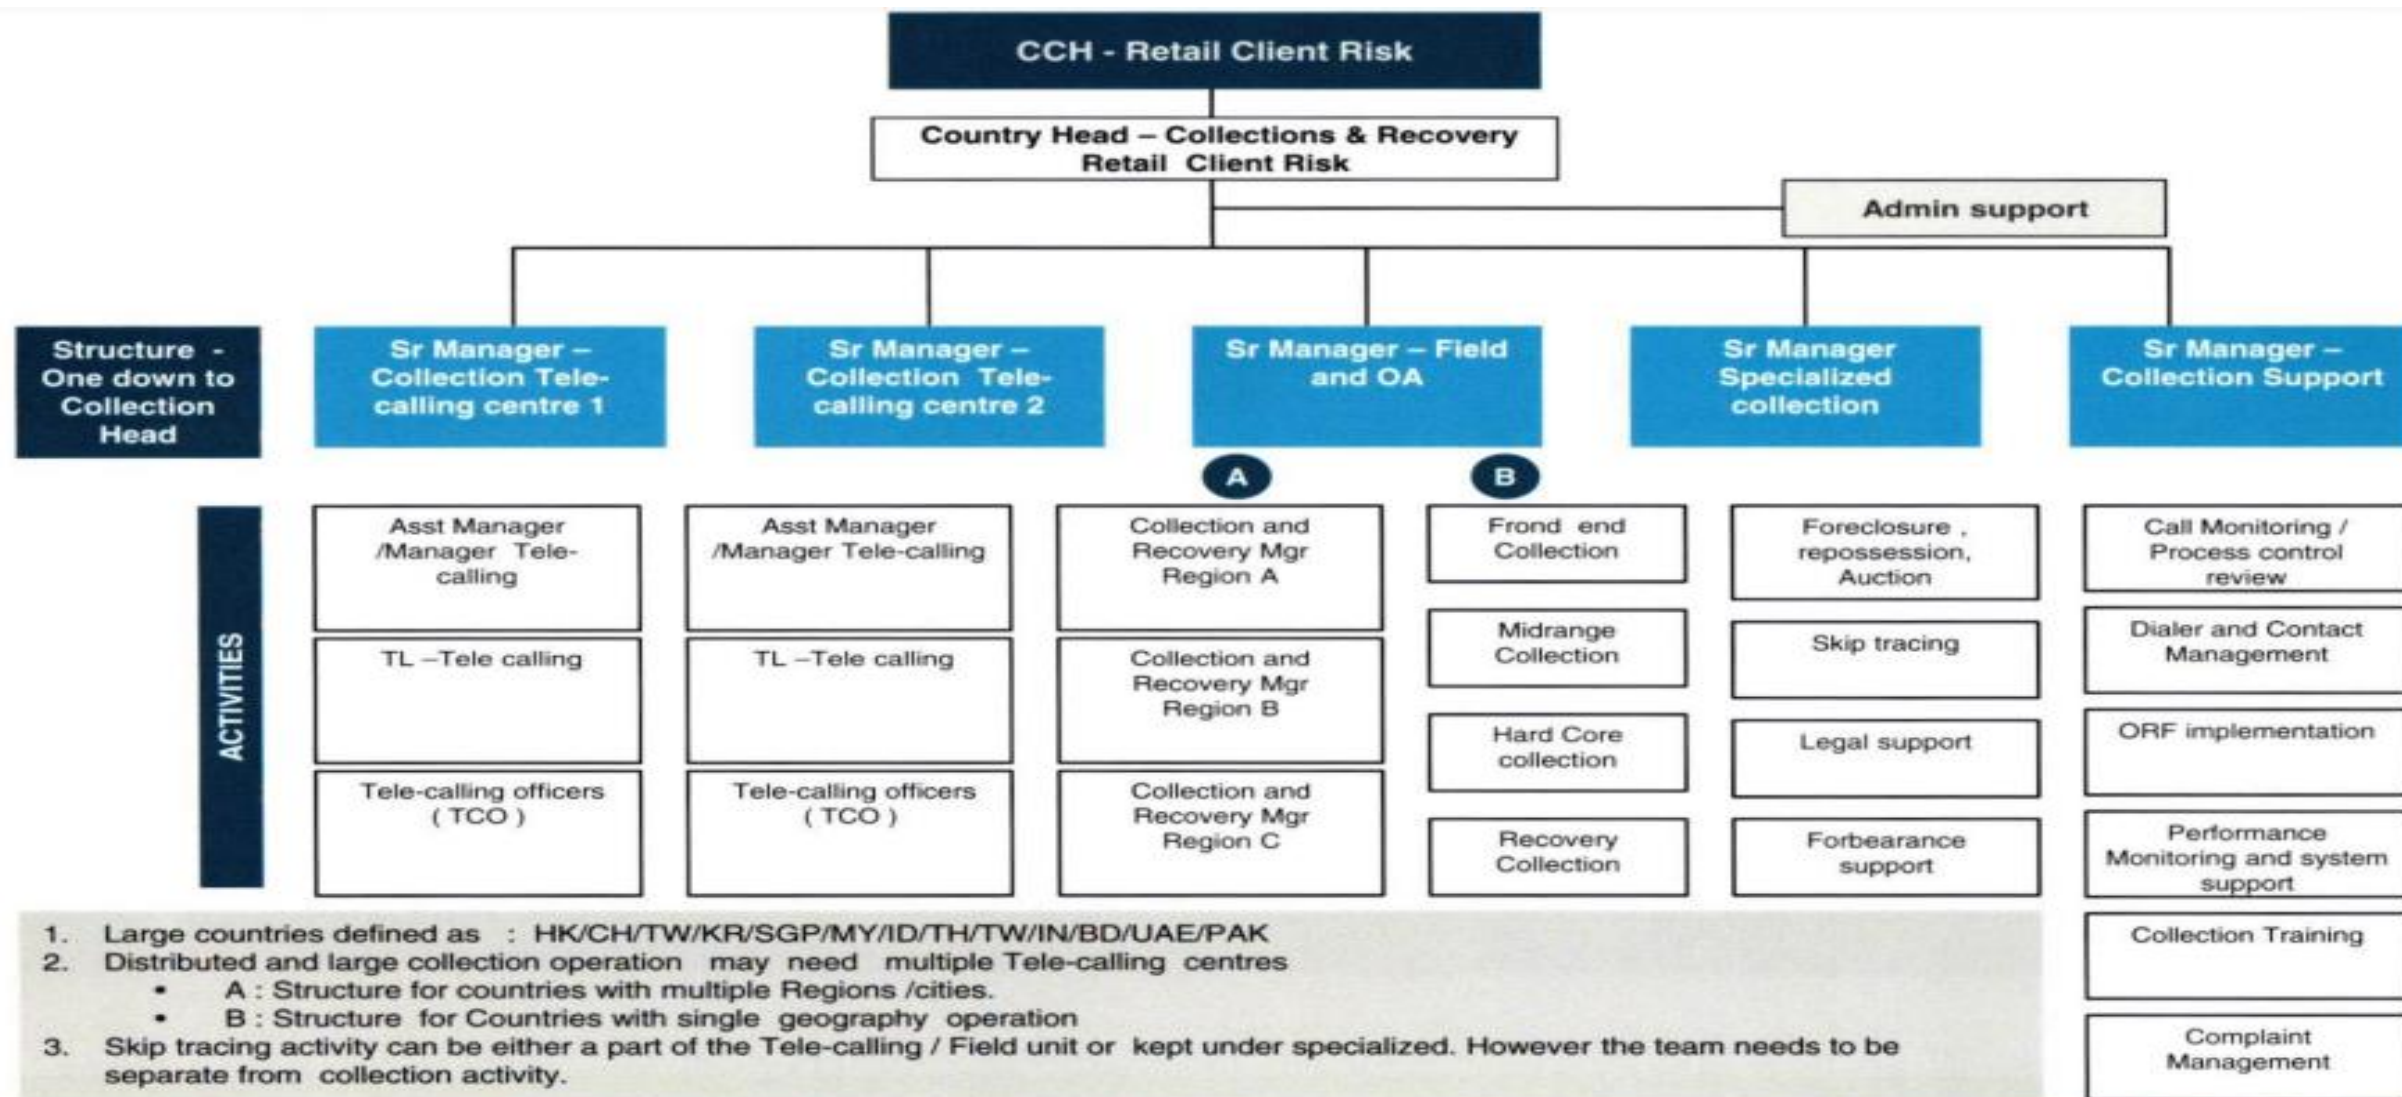 CCH - Retail Client Risk
Country Head – Collections & Recovery
Retail Client Risk
Admin support
Structure -
One down to
Collection
Head
Sr Manager –
Collection Tele-
calling centre 1
Sr Manager –
Collection Tele-
calling centre 2
Sr Manager – Field
and OA
Sr Manager
Specialized
collection
Sr Manager –
Collection Support
A
B
ACTIVITIES
Asst Manager
/Manager Tele-
calling
TL –Tele calling
Tele-calling officers
( TCO )
Asst Manager
/Manager Tele-calling
TL –Tele calling
Tele-calling officers
( TCO )
Collection and
Recovery Mgr
Region A
Collection and
Recovery Mgr
Region B
Collection and
Recovery Mgr
Region C
Frond end
Collection
Midrange
Collection
Hard Core
collection
Recovery
Collection
Foreclosure ,
repossession,
Auction
Skip tracing
Legal support
Forbearance
support
Call Monitoring /
Process control
review
Dialer and Contact
Management
ORF implementation
Performance
Monitoring and system
support
Collection Training
Complaint
Management
1. Large countries defined as : HK/CH/TW/KR/SGP/MY/ID/TH/TW/IN/BD/UAE/PAK
2. Distributed and large collection operation may need multiple Tele-calling centres
• A : Structure for countries with multiple Regions /cities.
• B : Structure for Countries with single geography operation
3. Skip tracing activity can be either a part of the Tele-calling / Field unit or kept under specialized. However the team needs to be
separate from collection activity.